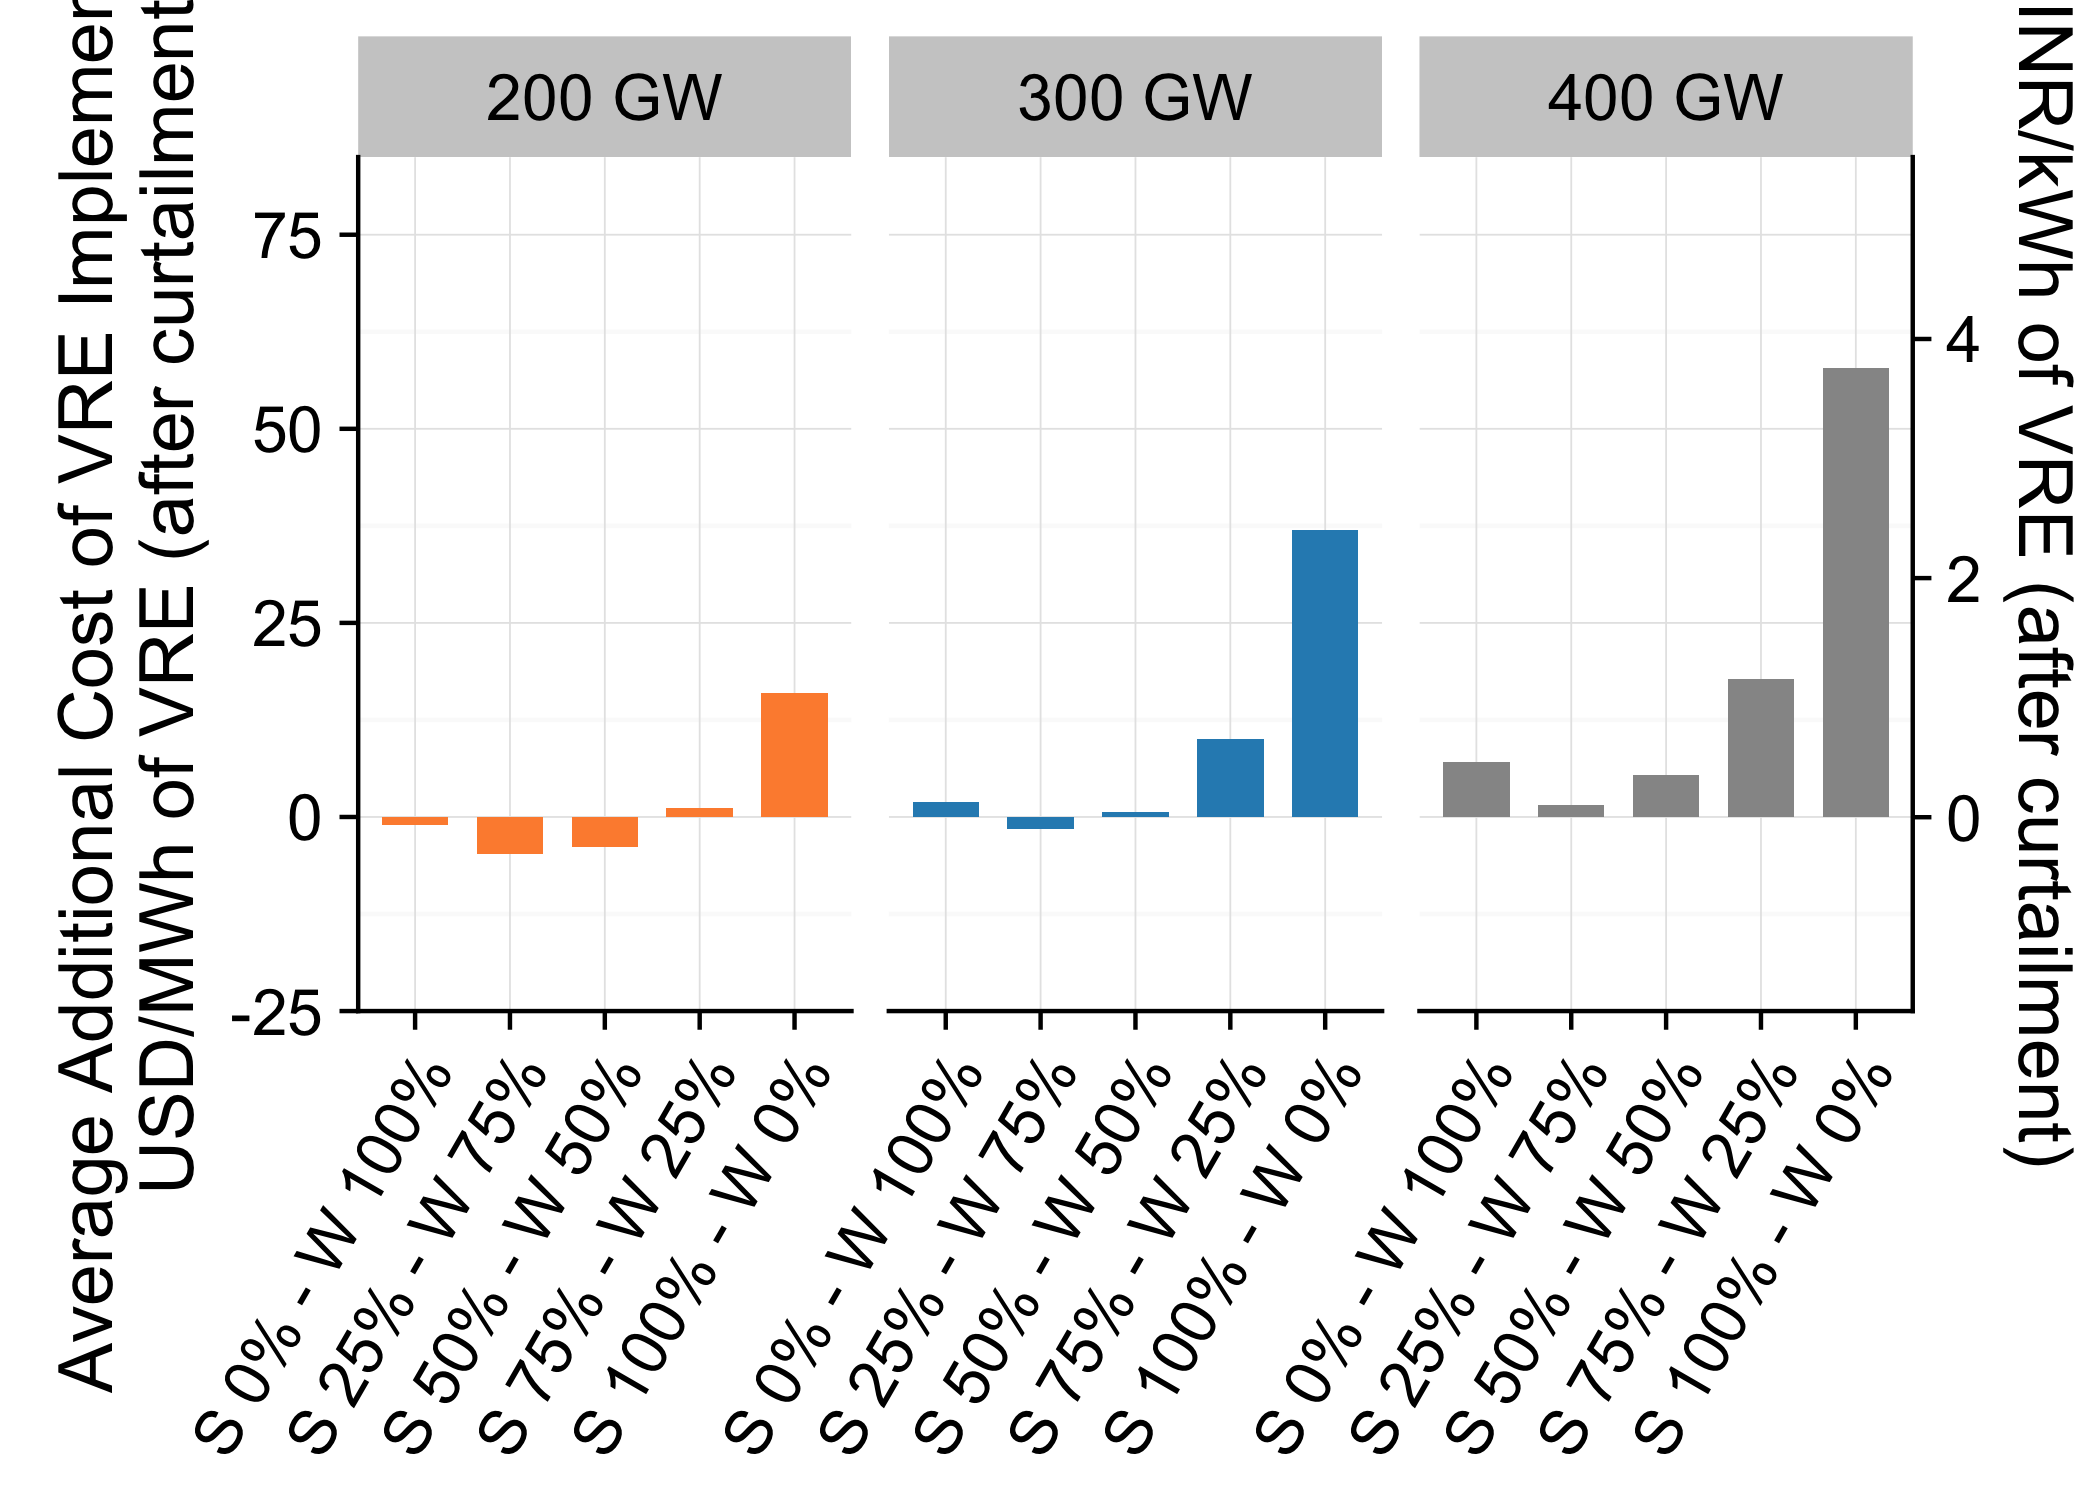 Average Additional Cost of VRE
USD/MWh of VRE (after curtailment
200 GW
300 GW
400 GW
75
50
25
0
-25
4
2
0
INR/kWh of VRE (after curtailment)
S 0% - W 100%
S 25% - W 75%
S 50% - W 50%
S 75% - W 25%
S 100% - W 0%
S 0% - W 100%
S 25% - W 75%
S 50% - W 50%
S 75% - W 25%
S 100% - W 0%
S 0% - W 100%
S 25% - W 75%
S 50% - W 50%
S 75% - W 25%
S 100% - W 0%